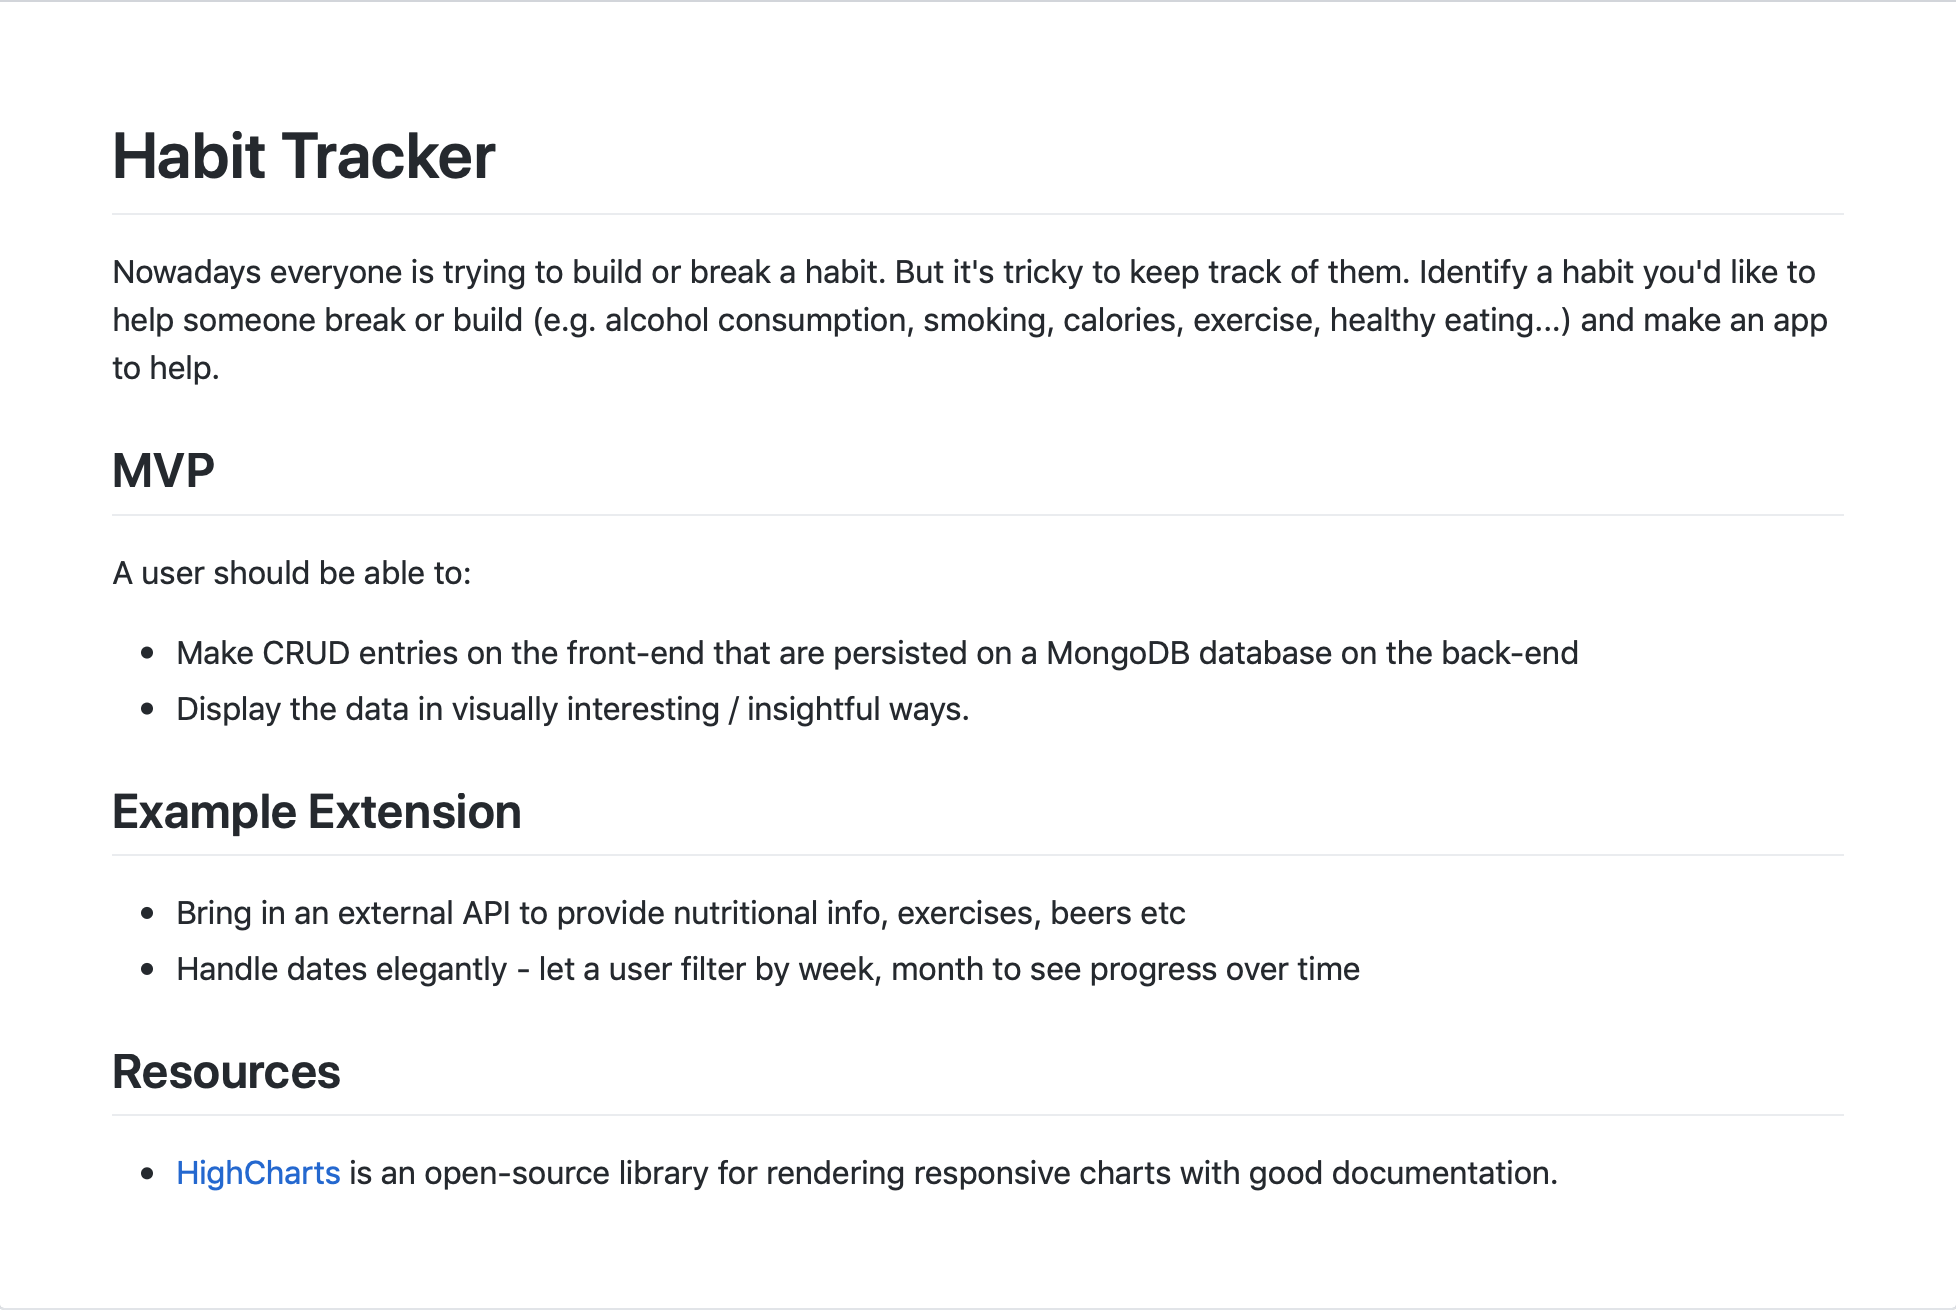 Habit Tracker
Nowadays everyone is trying to build or break a habit. But it's tricky to keep track of them. Identify a habit you'd like to
help someone break or build (e.g. alcohol consumption, smoking, calories, exercise, healthy eating...) and make an app
to help.
MVP
A user should be able to:
• Make CRUD entries on the front-end that are persisted on a MongoDB database on the back-end
• Display the data in visually interesting / insightful ways.
Example Extension
• Bring in an external API to provide nutritional info, exercises, beers etc
• Handle dates elegantly - let a user filter by week, month to see progress over time
Resources
• HighCharts is an open-source library for rendering responsive charts with good documentation.